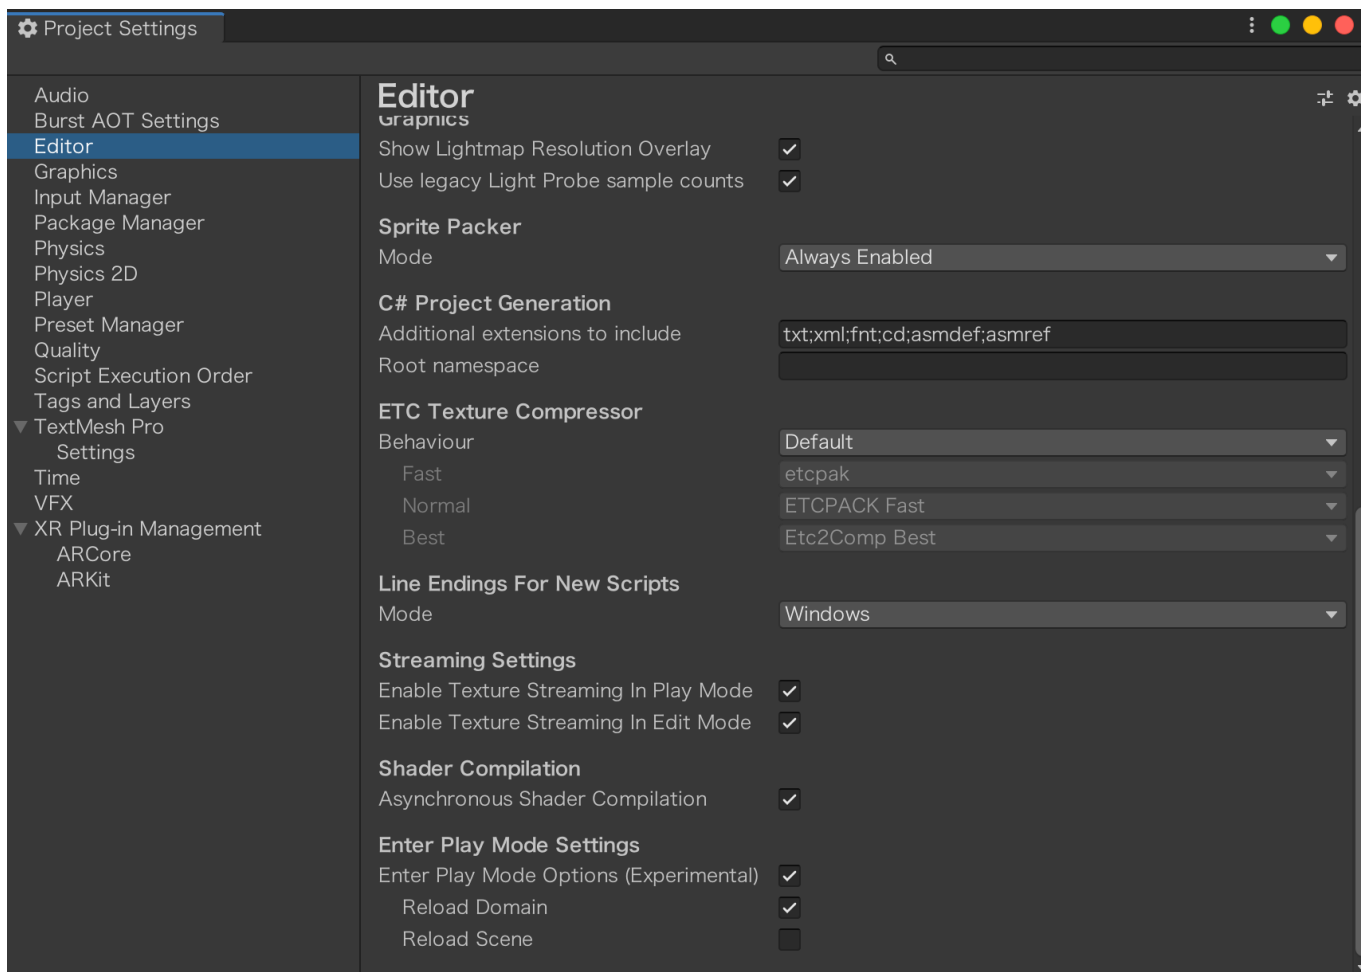 Project Settings
Audio
Burst AOT Settings
Editor
Graphics
Input Manager
Package Manager
Physics
Physics 2D
Player
Preset Manager
Quality
Script Execution Order
Tags and Layers
TextMesh Pro
Settings
Time
VFX
XR Plug-in Management
ARCore
ARKit
Editor
Graphics
Show Lightmap Resolution Overlay
Use legacy Light Probe sample counts
Sprite Packer
Mode Always Enabled
C# Project Generation
Additional extensions to include txt;xml;fnt;cd;asmdef;asmref
Root namespace
ETC Texture Compressor
Behaviour Default
Fast etcpak
Normal ETCPACK Fast
Best Etc2Comp Best
Line Endings For New Scripts
Mode Windows
Streaming Settings
Enable Texture Streaming In Play Mode
Enable Texture Streaming In Edit Mode
Shader Compilation
Asynchronous Shader Compilation
Enter Play Mode Settings
Enter Play Mode Options (Experimental)
Reload Domain
Reload Scene